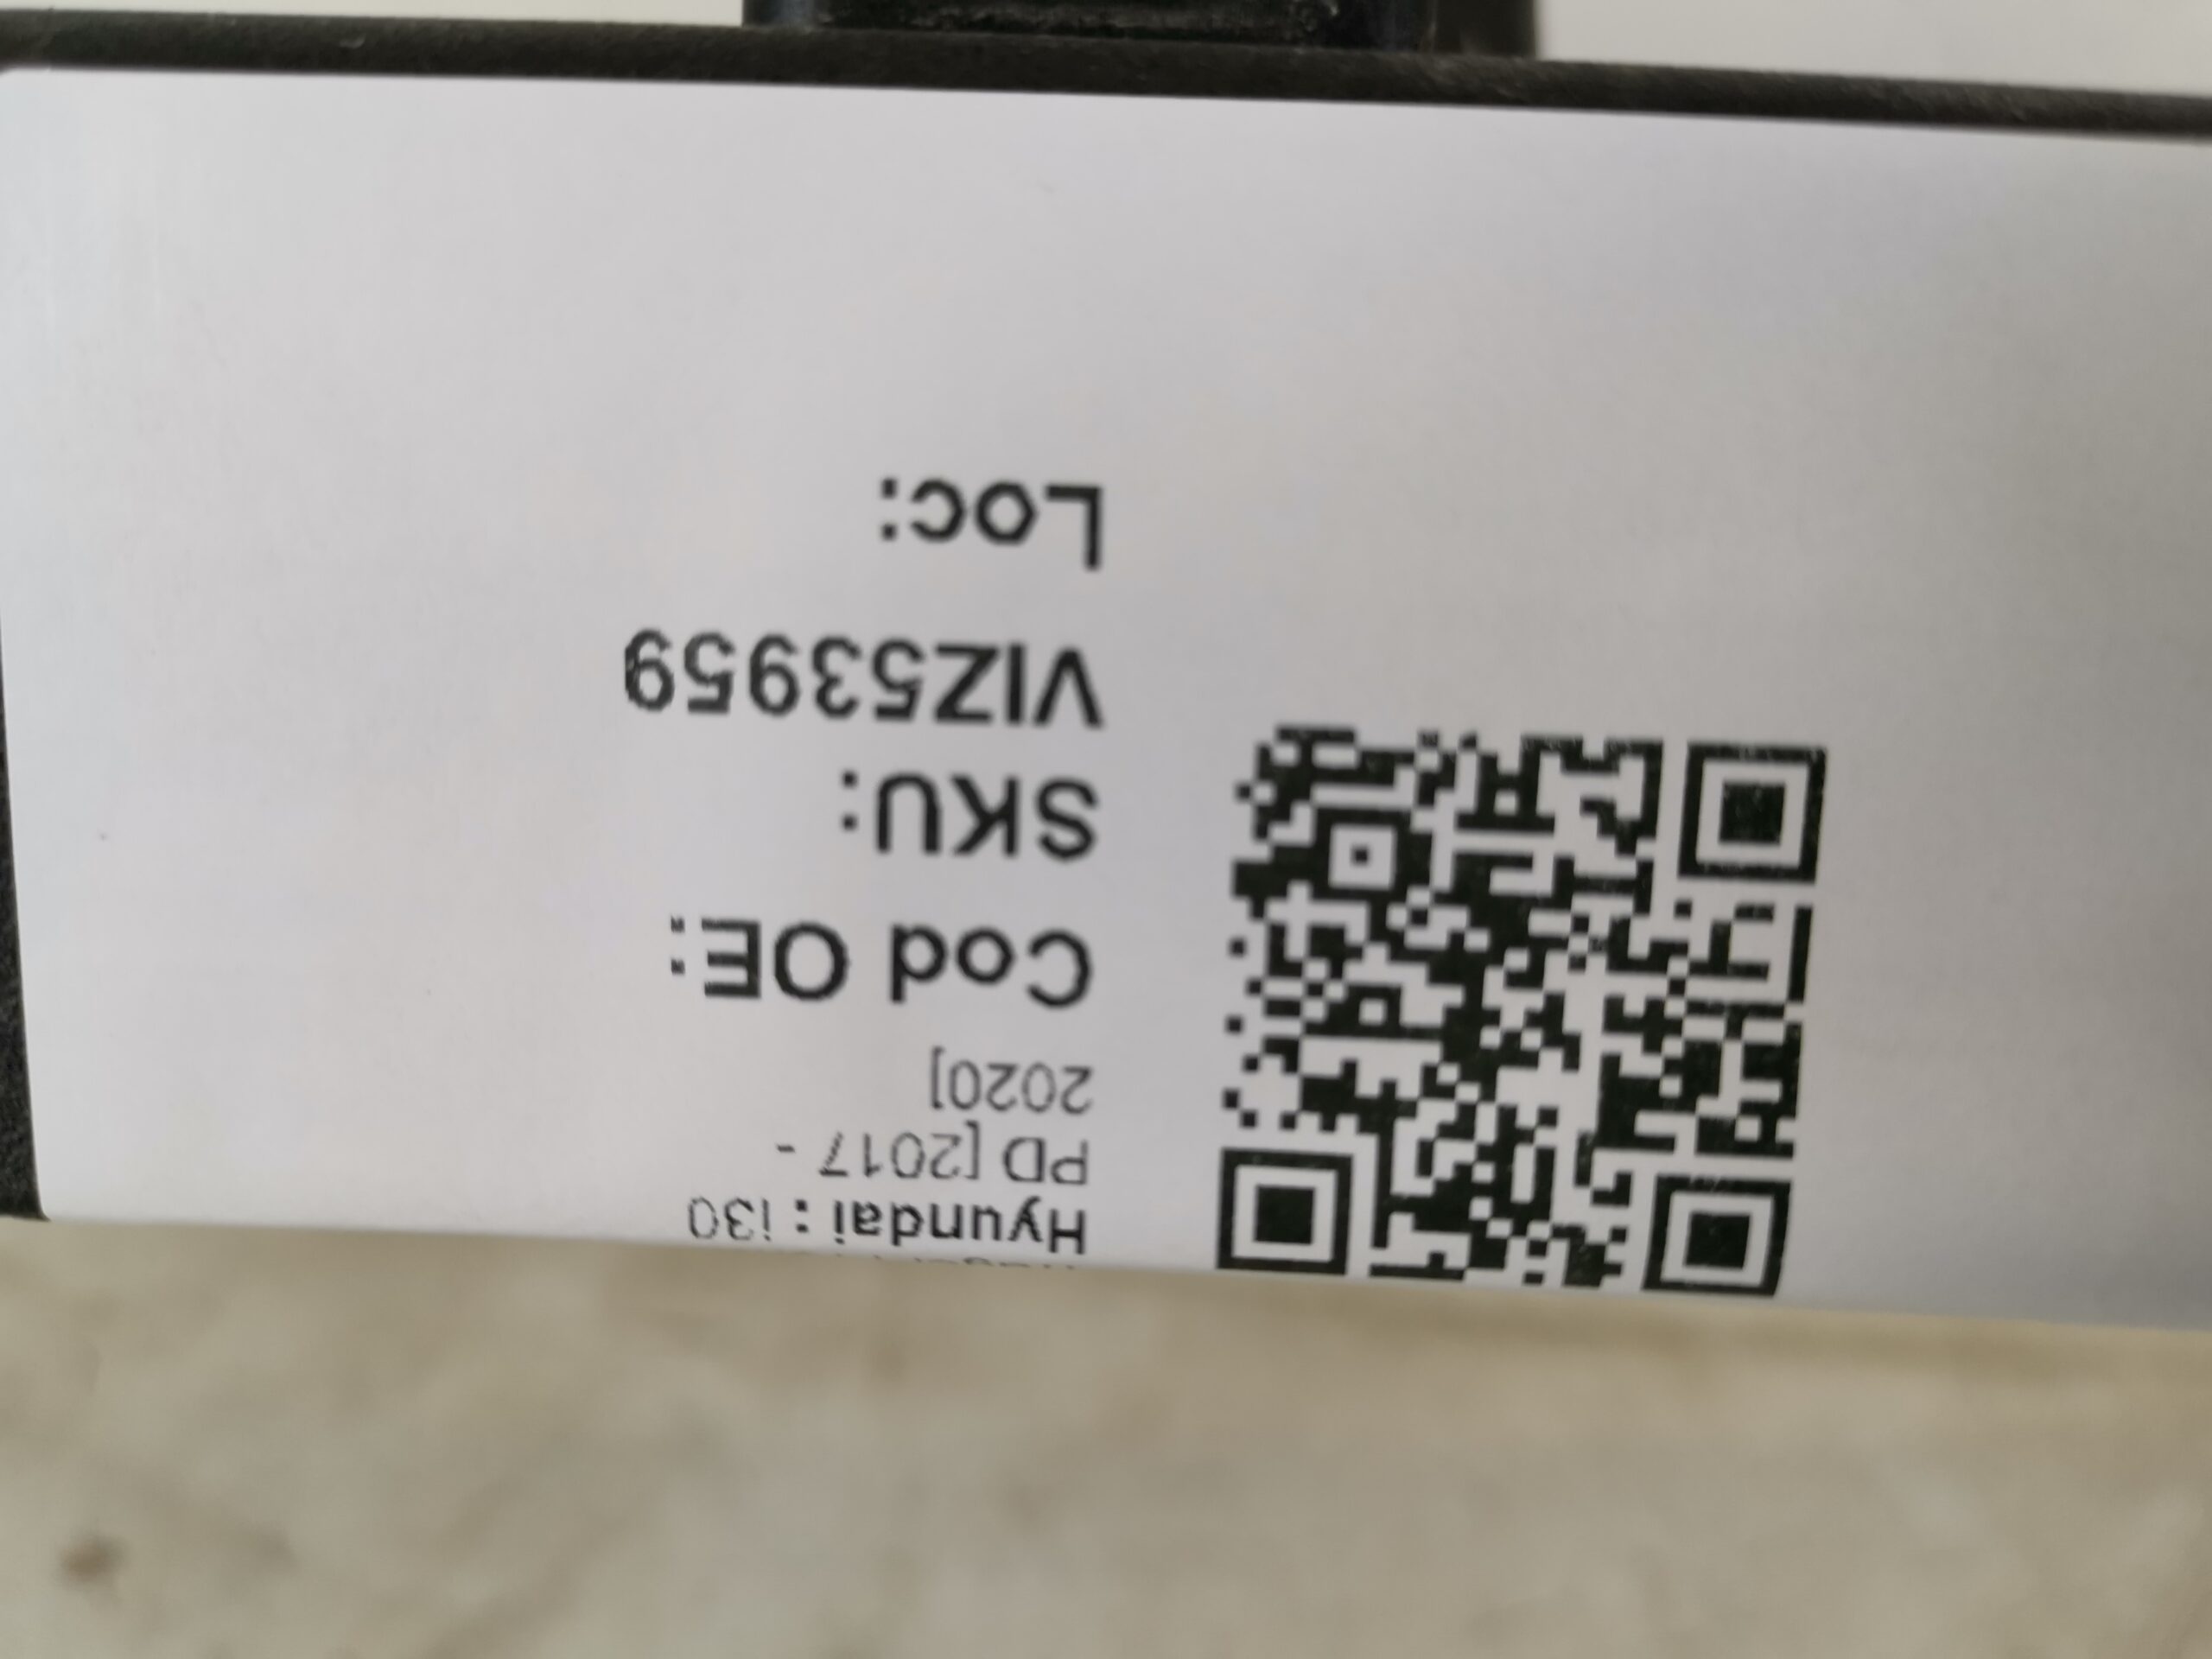 Hyundai : i30
PD [2017 -
2020]
Cod OE:
SKU:
VIZ53959
Loc: